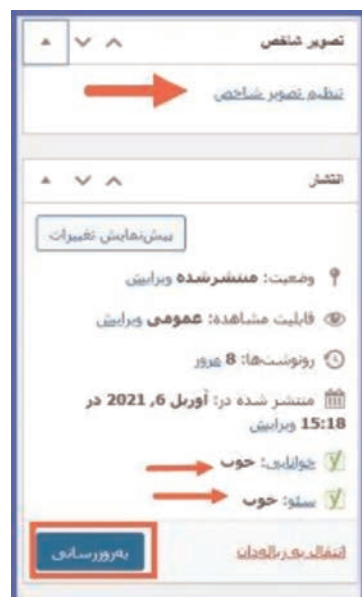 تصویر شاخص
تنظیم تصویر شاخص
انتشار
پیش‌نمایش تغییرات
وضعیت: منتشرشده ویرایش
قابلیت مشاهده: عمومی ویرایش
رونوشت‌ها: 8 مرور
منتشر شده در: آوریل 6, 2021 در
15:18 ویرایش
خوانایی: خوب
سئو: خوب
انتقال به زباله‌دان
به‌روزرسانی